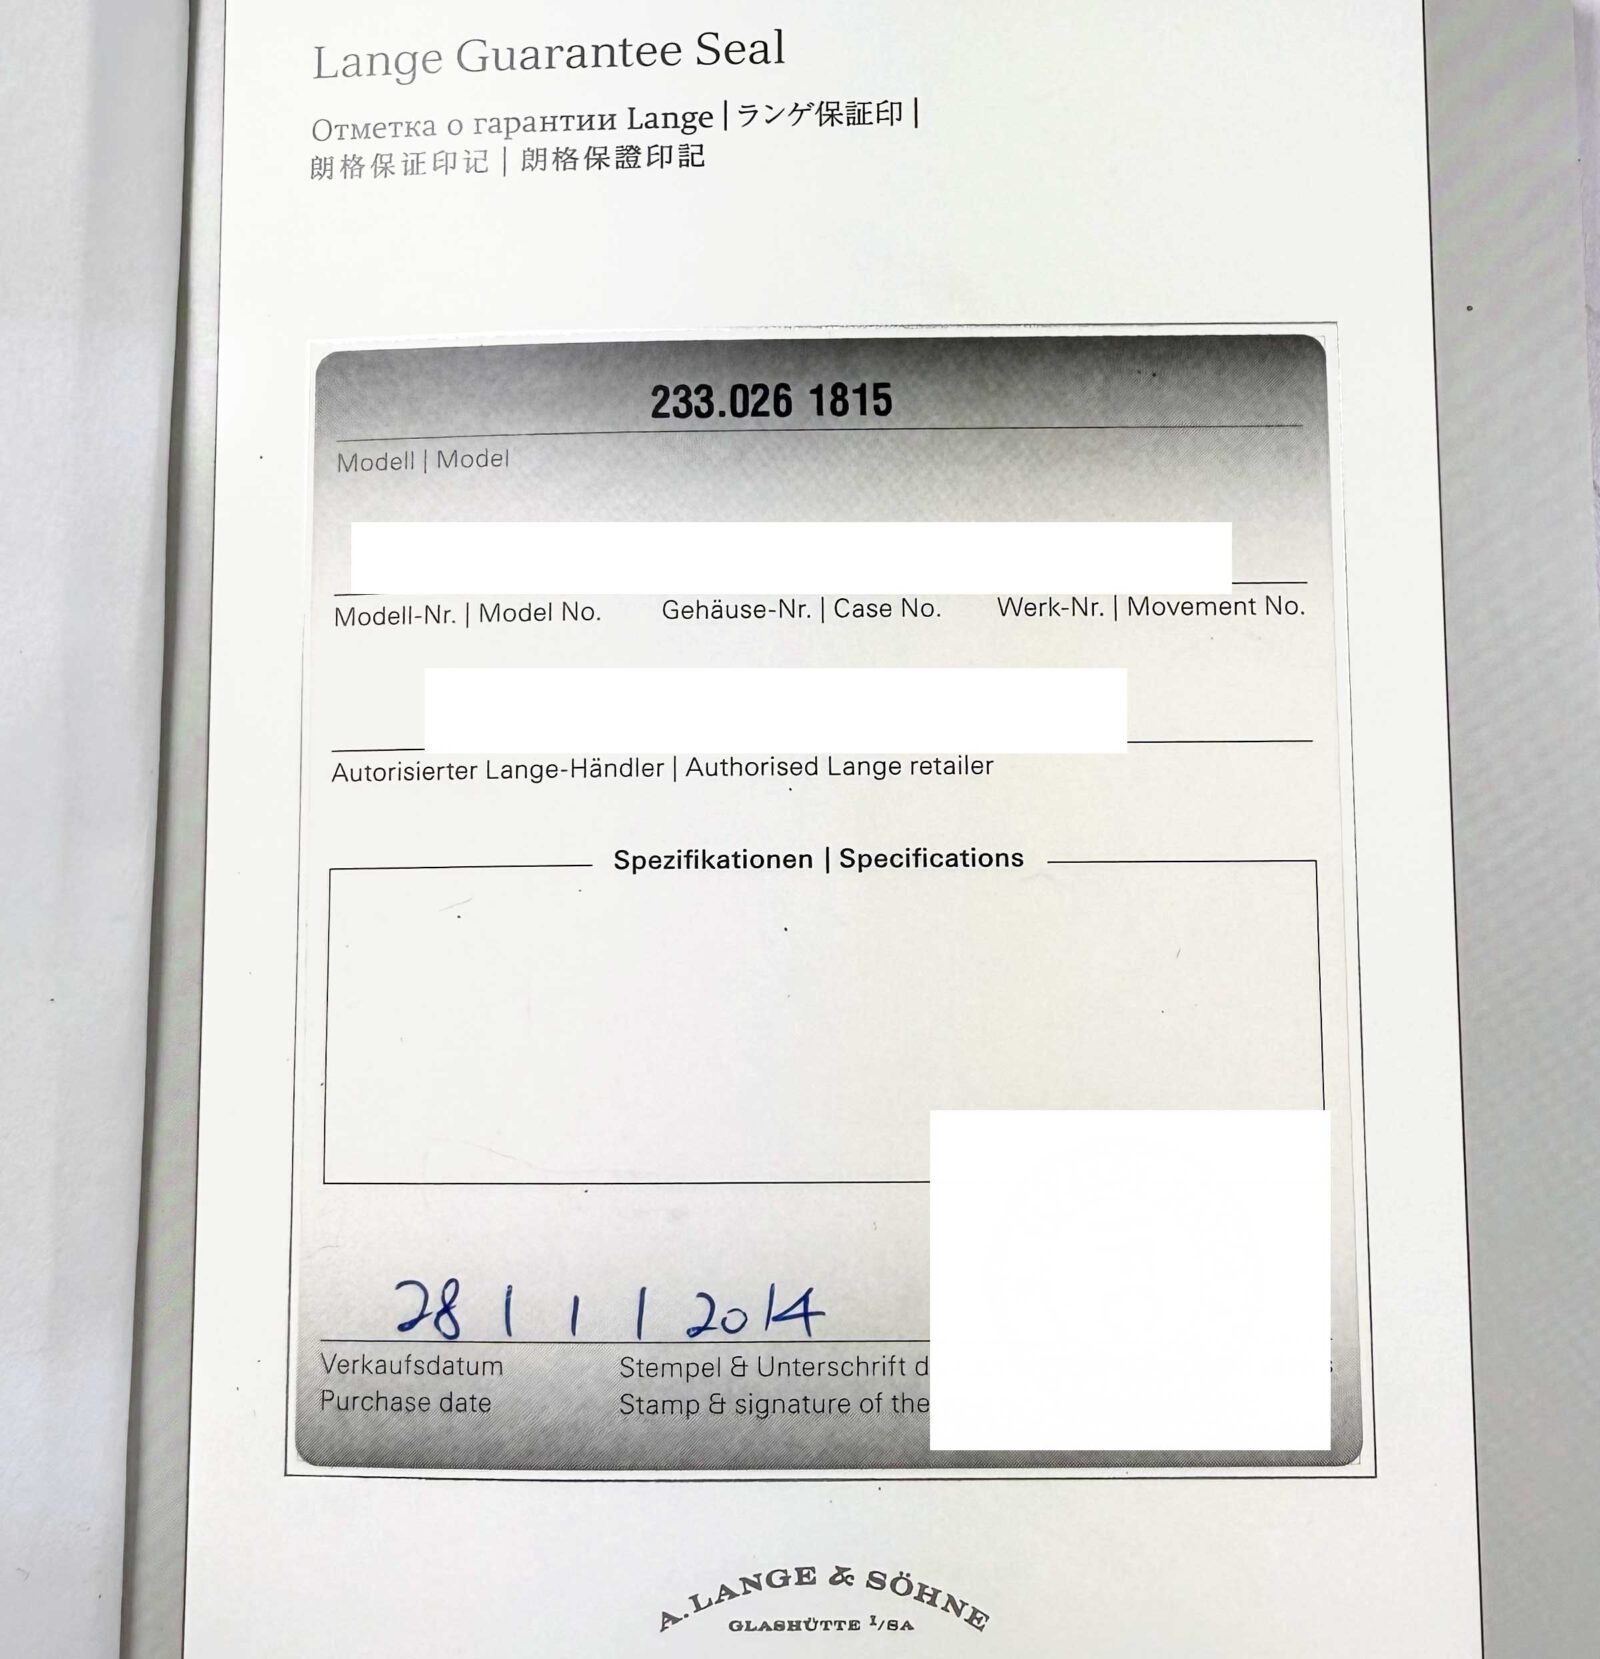 Lange Guarantee Seal
Отметка о гарантии Lange | ランゲ保証印 |
朗格保证印记 | 朗格保證印記
233.026 1815
Modell | Model
Modell-Nr. | Model No. Gehäuse-Nr. | Case No. Werk-Nr. | Movement No.
Autorisierter Lange-Händler | Authorised Lange retailer
Spezifikationen | Specifications
28 / 1 / 2014
Verkaufsdatum Stempel & Unterschrift d
Purchase date Stamp & signature of the
A. LANGE & SÖHNE
GLASHÜTTE I/SA